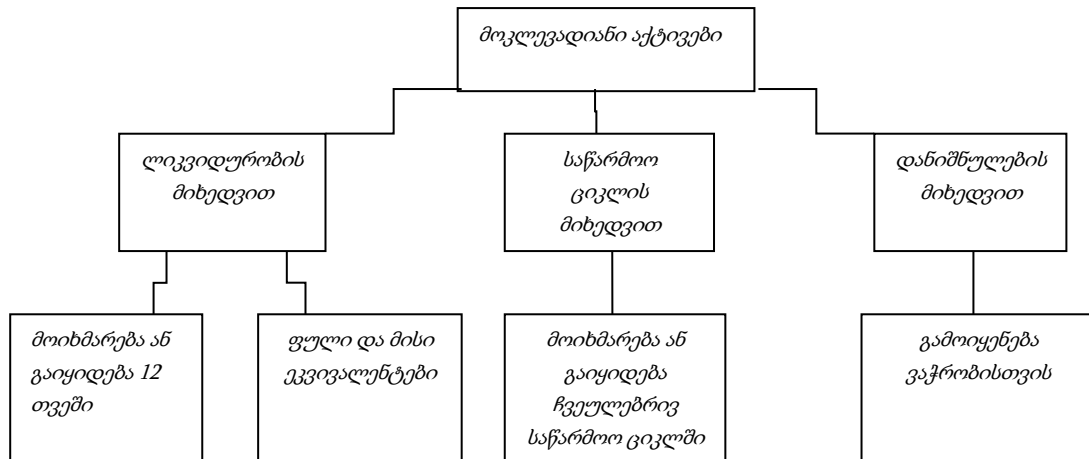 მოკლევადიანი აქტივები
ლიკვიდურობის
მიხედვით
საწარმოო
ციკლის
მიხედვით
დანიშნულების
მიხედვით
მოიხმარება ან
გაიყიდება 12
თვეში
ფული და მისი
ეკვივალენტები
მოიხმარება ან
გაიყიდება
ჩვეულებრივ
საწარმოო ციკლში
გამოიყენება
ვაჭრობისთვის